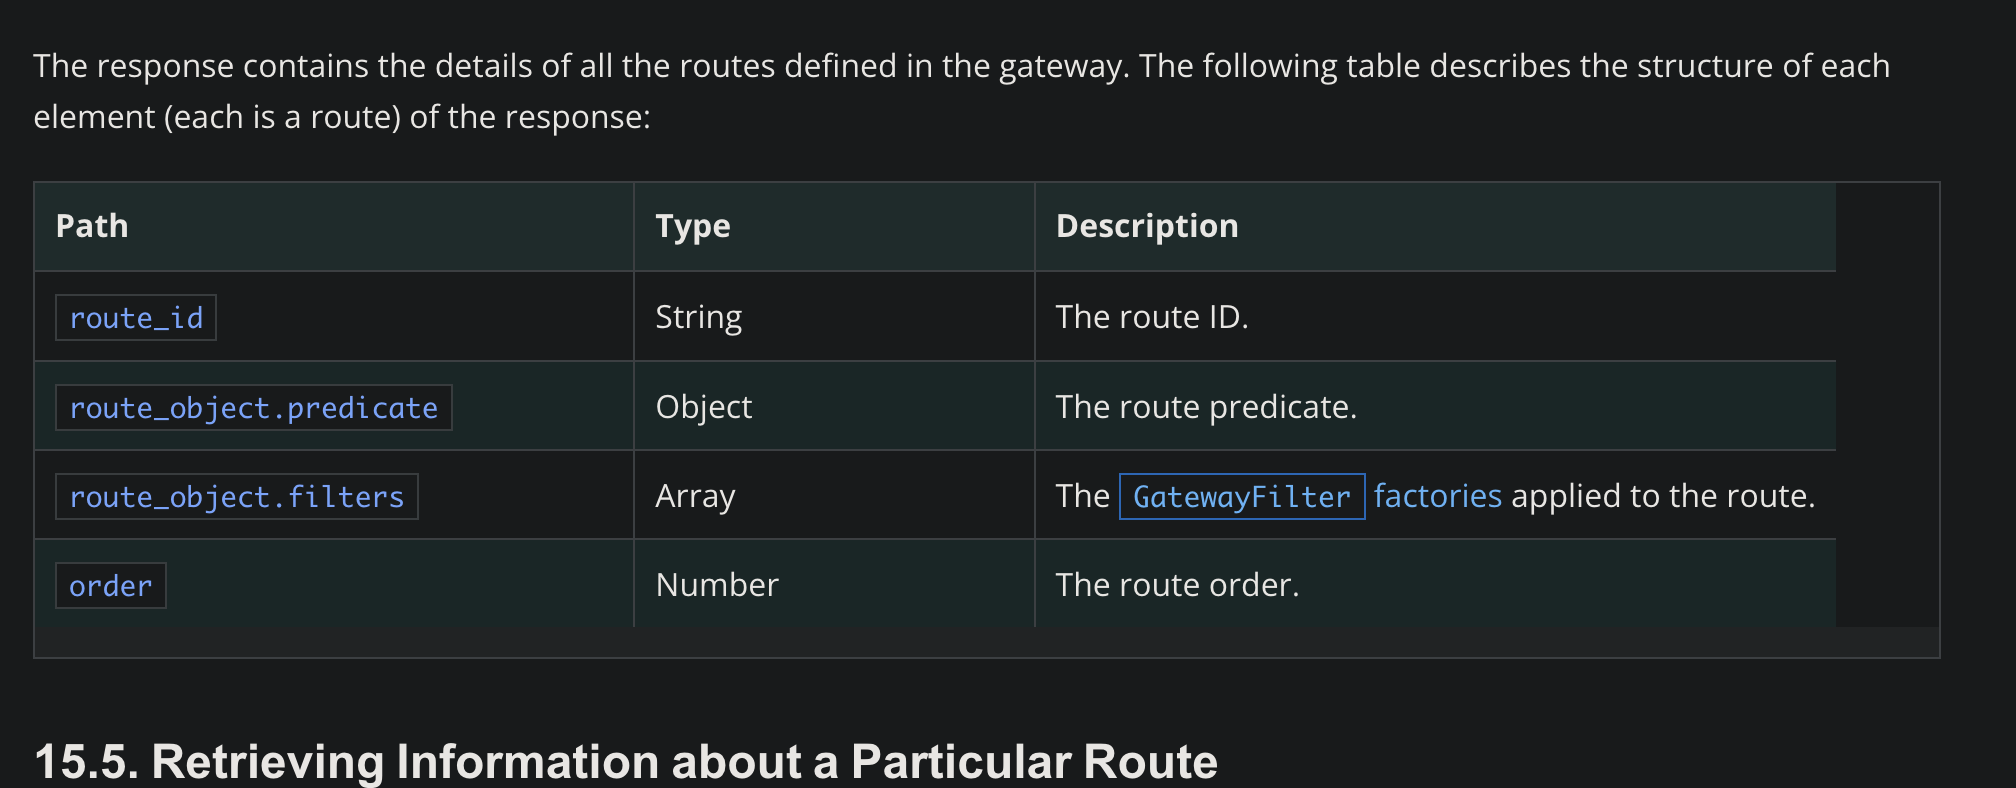 The response contains the details of all the routes defined in the gateway. The following table describes the structure of each
element (each is a route) of the response:
Path Type Description
route_id String The route ID.
route_object.predicate Object The route predicate.
route_object.filters Array The GatewayFilter factories applied to the route.
order Number The route order.
15.5. Retrieving Information about a Particular Route